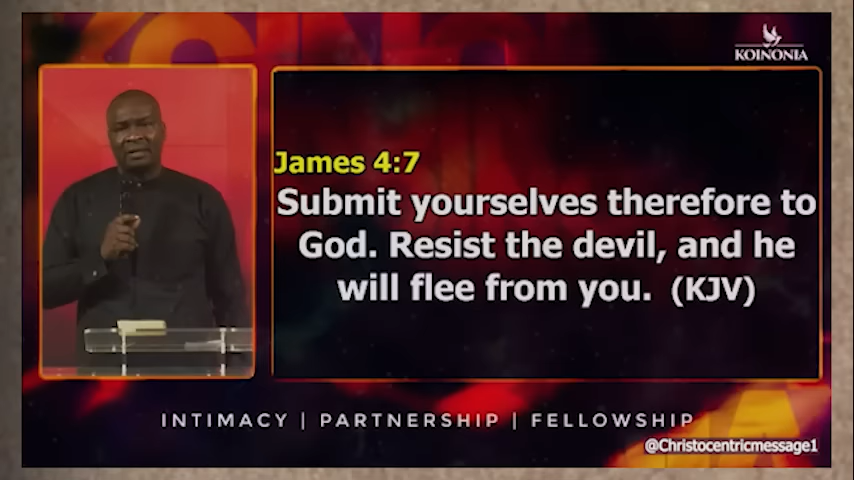 KOINONIA
James 4:7
Submit yourselves therefore to
God. Resist the devil, and he
will flee from you. (KJV)
INTIMACY | PARTNERSHIP | FELLOWSHIP
@Christocentricmessage1